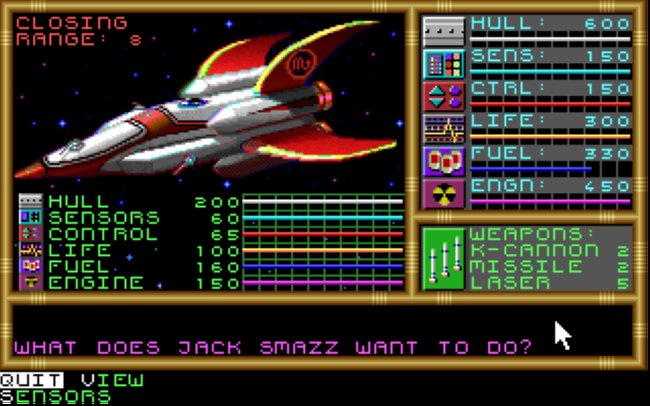 CLOSING
RANGE: 8
HULL 200
SENSORS 60
CONTROL 65
LIFE 100
FUEL 160
ENGINE 150
HULL: 600
SENS: 150
CTRL: 150
LIFE: 300
FUEL: 330
ENGN: 450
WEAPONS:
K-CANNON 2
MISSILE 2
LASER 5
WHAT DOES JACK SMAZZ WANT TO DO?
QUIT VIEW
SENSORS